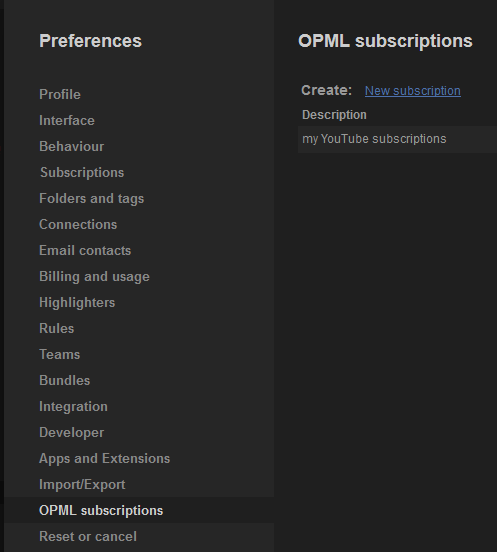 Preferences
Profile
Interface
Behaviour
Subscriptions
Folders and tags
Connections
Email contacts
Billing and usage
Highlighters
Rules
Teams
Bundles
Integration
Developer
Apps and Extensions
Import/Export
OPML subscriptions
Reset or cancel
OPML subscriptions
Create: New subscription
Description
my YouTube subscriptions